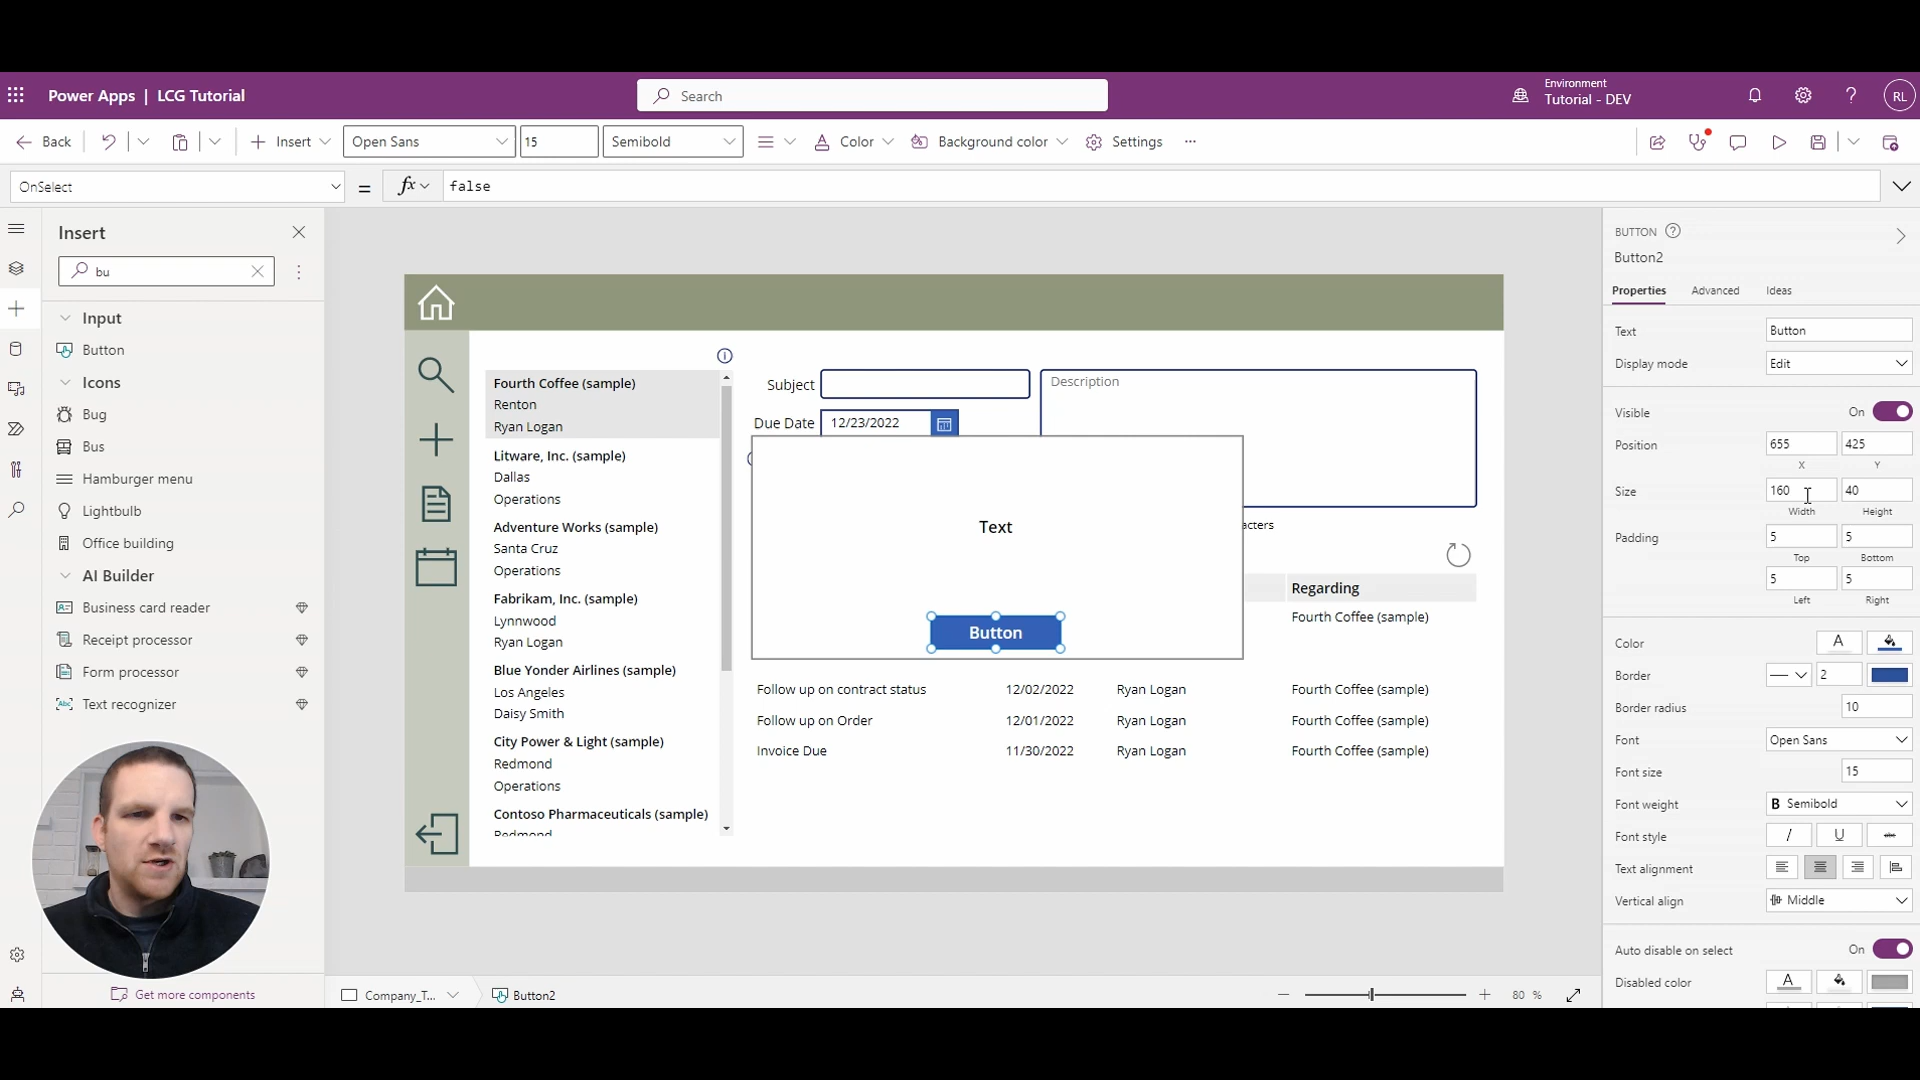 Power Apps | LCG Tutorial
Search
Environment
Tutorial - DEV
RL
Back
Insert
Open Sans
15
Semibold
Color
Background color
Settings
OnSelect
=
fx
false
Insert
bu
Input
Button
Icons
Bug
Bus
Hamburger menu
Lightbulb
Office building
AI Builder
Business card reader
Receipt processor
Form processor
Text recognizer
Get more components
Fourth Coffee (sample)
Renton
Ryan Logan
Litware, Inc. (sample)
Dallas
Operations
Adventure Works (sample)
Santa Cruz
Operations
Fabrikam, Inc. (sample)
Lynnwood
Ryan Logan
Blue Yonder Airlines (sample)
Los Angeles
Daisy Smith
City Power & Light (sample)
Redmond
Operations
Contoso Pharmaceuticals (sample)
Redmond
Subject
Due Date 12/23/2022
Description
acters
Text
Button
Regarding
Fourth Coffee (sample)
Follow up on contract status 12/02/2022 Ryan Logan Fourth Coffee (sample)
Follow up on Order 12/01/2022 Ryan Logan Fourth Coffee (sample)
Invoice Due 11/30/2022 Ryan Logan Fourth Coffee (sample)
Company_T...
Button2
80 %
BUTTON
Button2
Properties Advanced Ideas
Text Button
Display mode Edit
Visible On
Position 655 425
X Y
Size 160 40
Width Height
Padding 5 5
Top Bottom
5 5
Left Right
Color A
Border 2
Border radius 10
Font Open Sans
Font size 15
Font weight B Semibold
Font style / U abc
Text alignment
Vertical align Middle
Auto disable on select On
Disabled color A